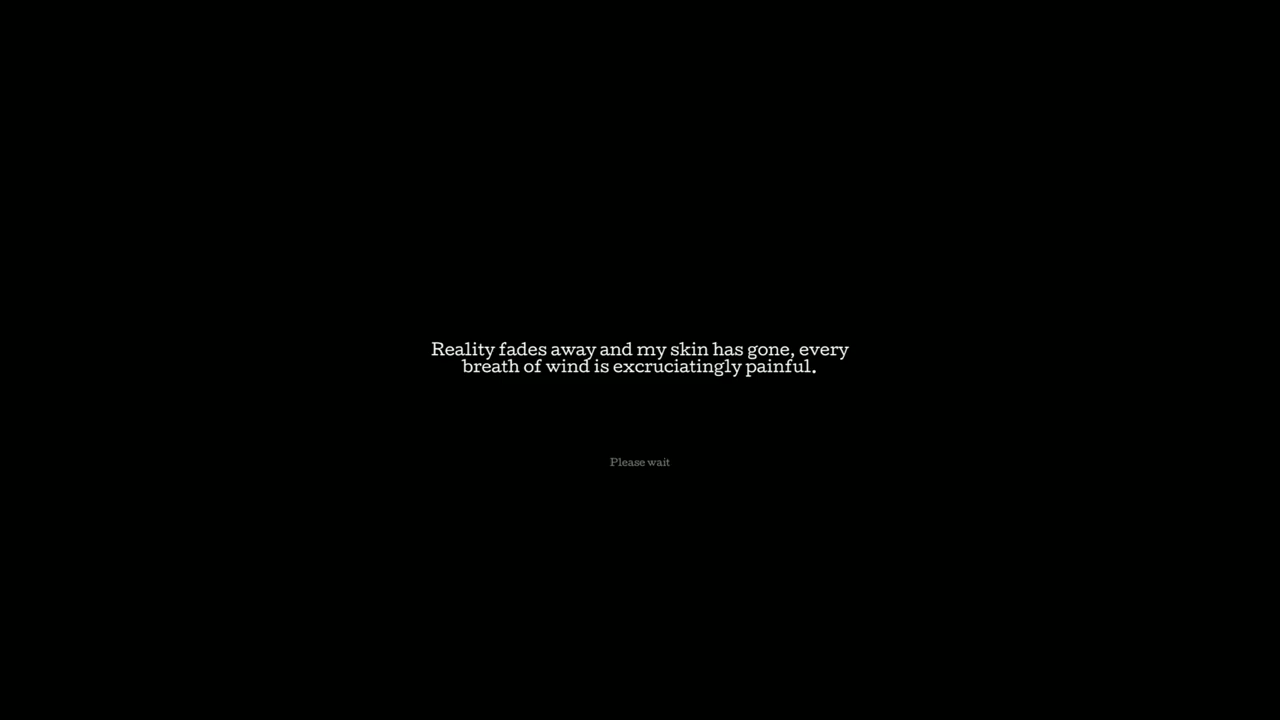 Reality fades away and my skin has gone, every
breath of wind is excruciatingly painful.
Please wait